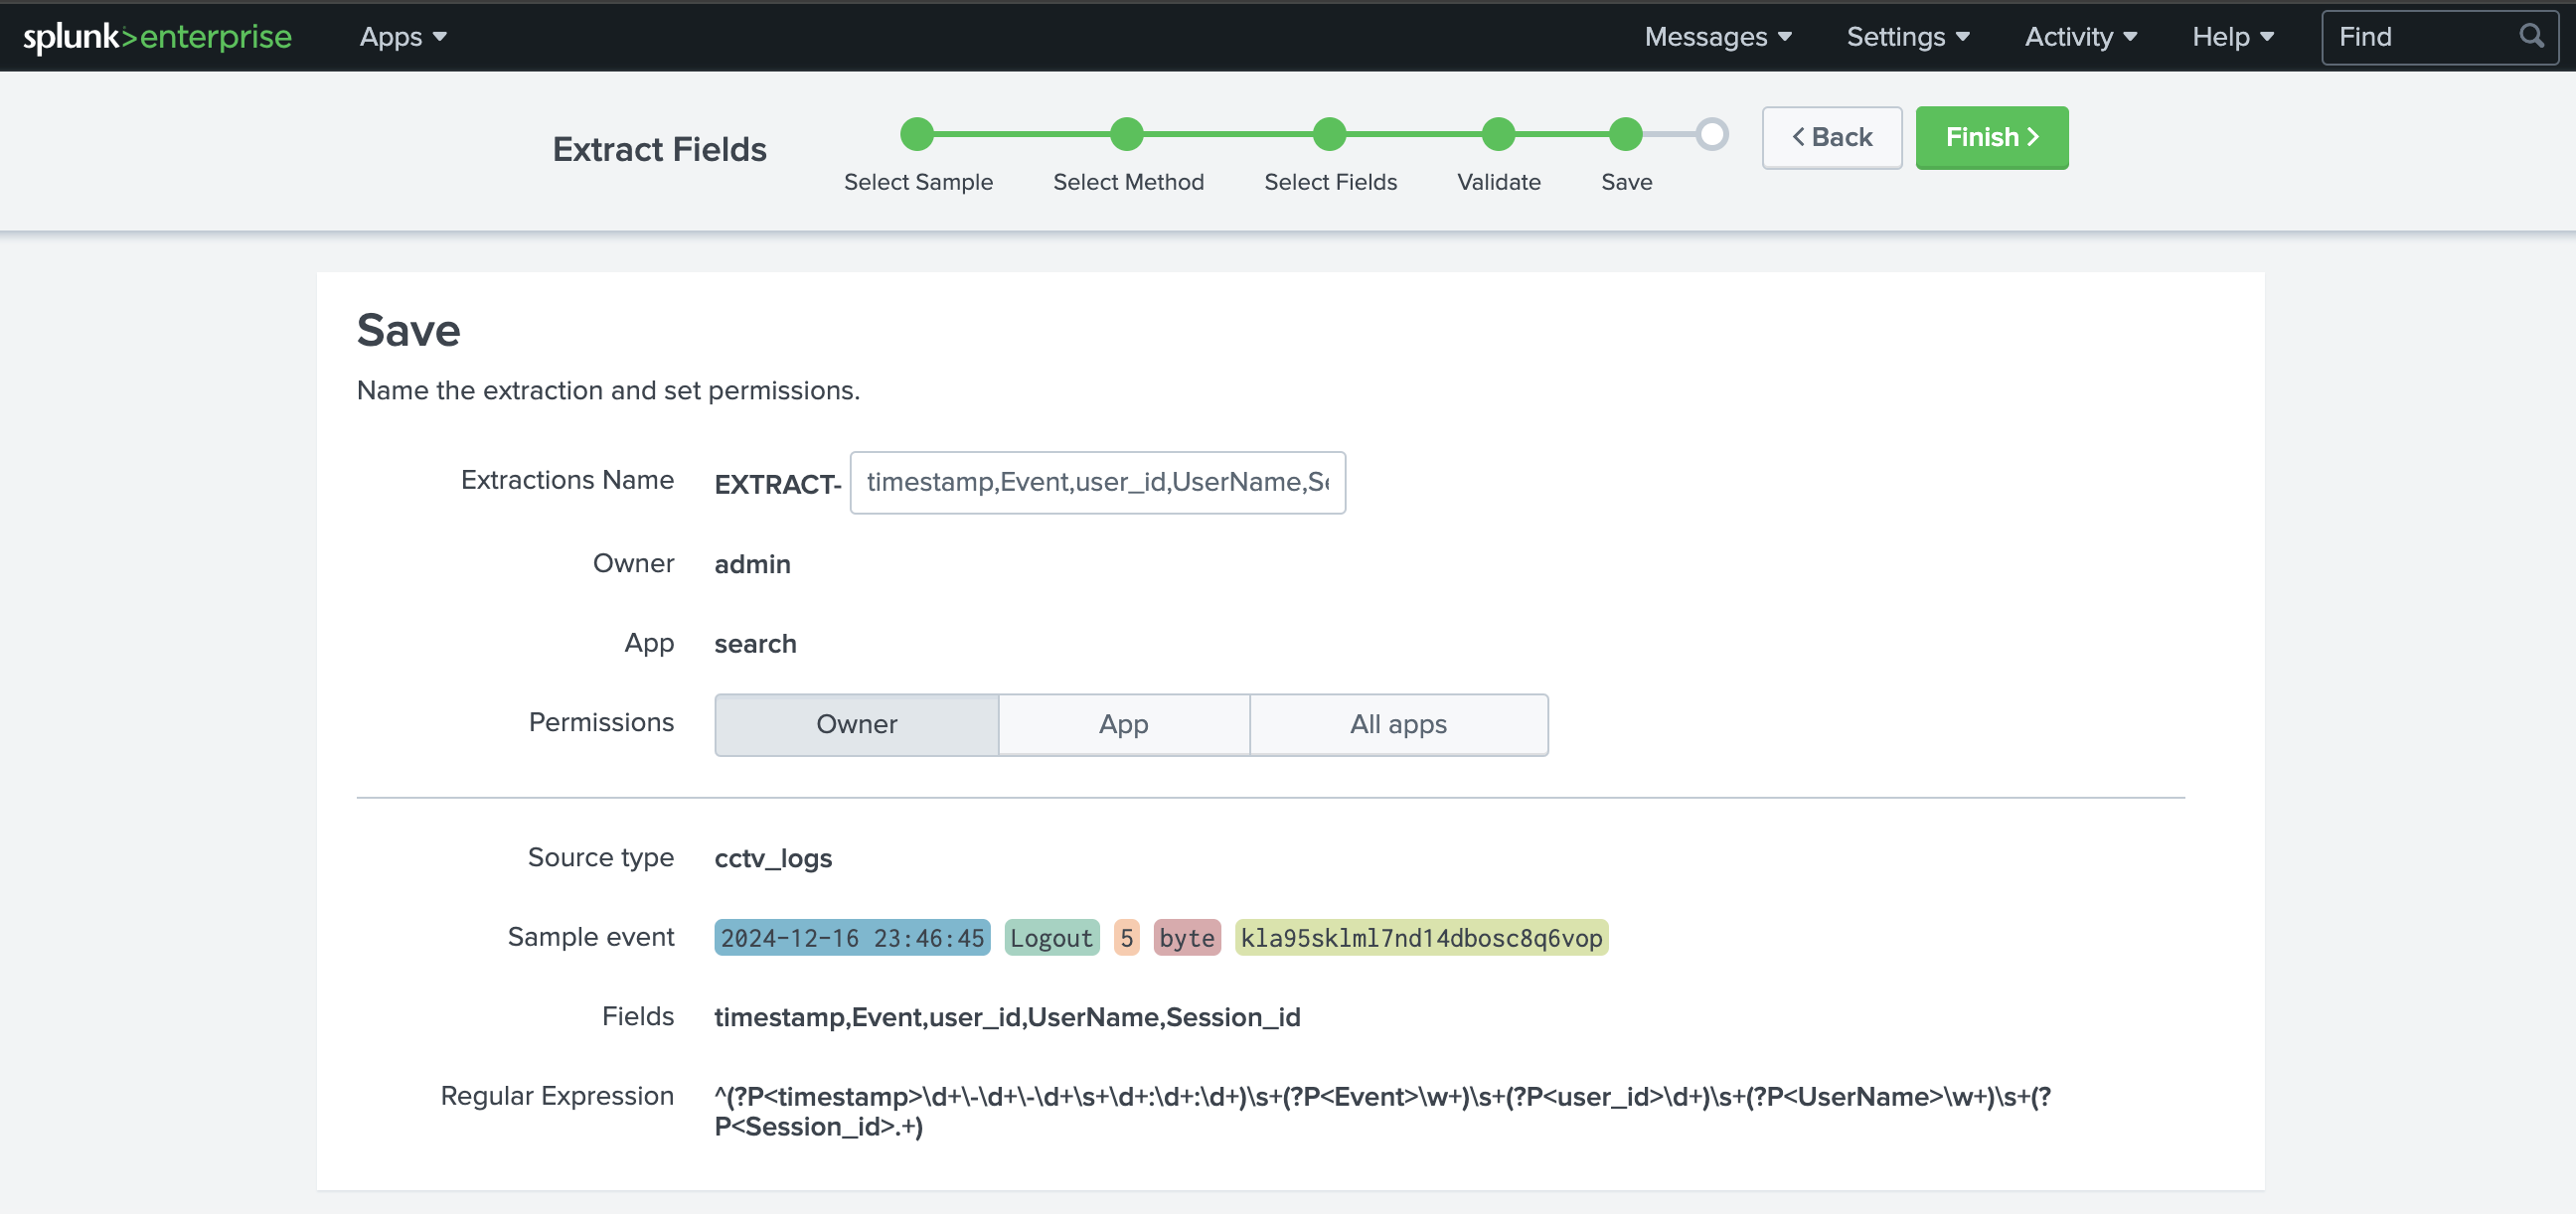 splunk>enterprise Apps Messages Settings Activity Help Find
Extract Fields
Select Sample Select Method Select Fields Validate Save
< Back Finish >
Save
Name the extraction and set permissions.
Extractions Name EXTRACT- timestamp,Event,user_id,UserName,Se
Owner admin
App search
Permissions Owner App All apps
Source type cctv_logs
Sample event 2024-12-16 23:46:45 Logout 5 byte kla95sklml7nd14dbosc8q6vop
Fields timestamp,Event,user_id,UserName,Session_id
Regular Expression ^(?P<timestamp>\d+\-\d+\-\d+\s+\d+:\d+:\d+)\s+(?P<Event>\w+)\s+(?P<user_id>\d+)\s+(?P<UserName>\w+)\s+(?
P<Session_id>.+)